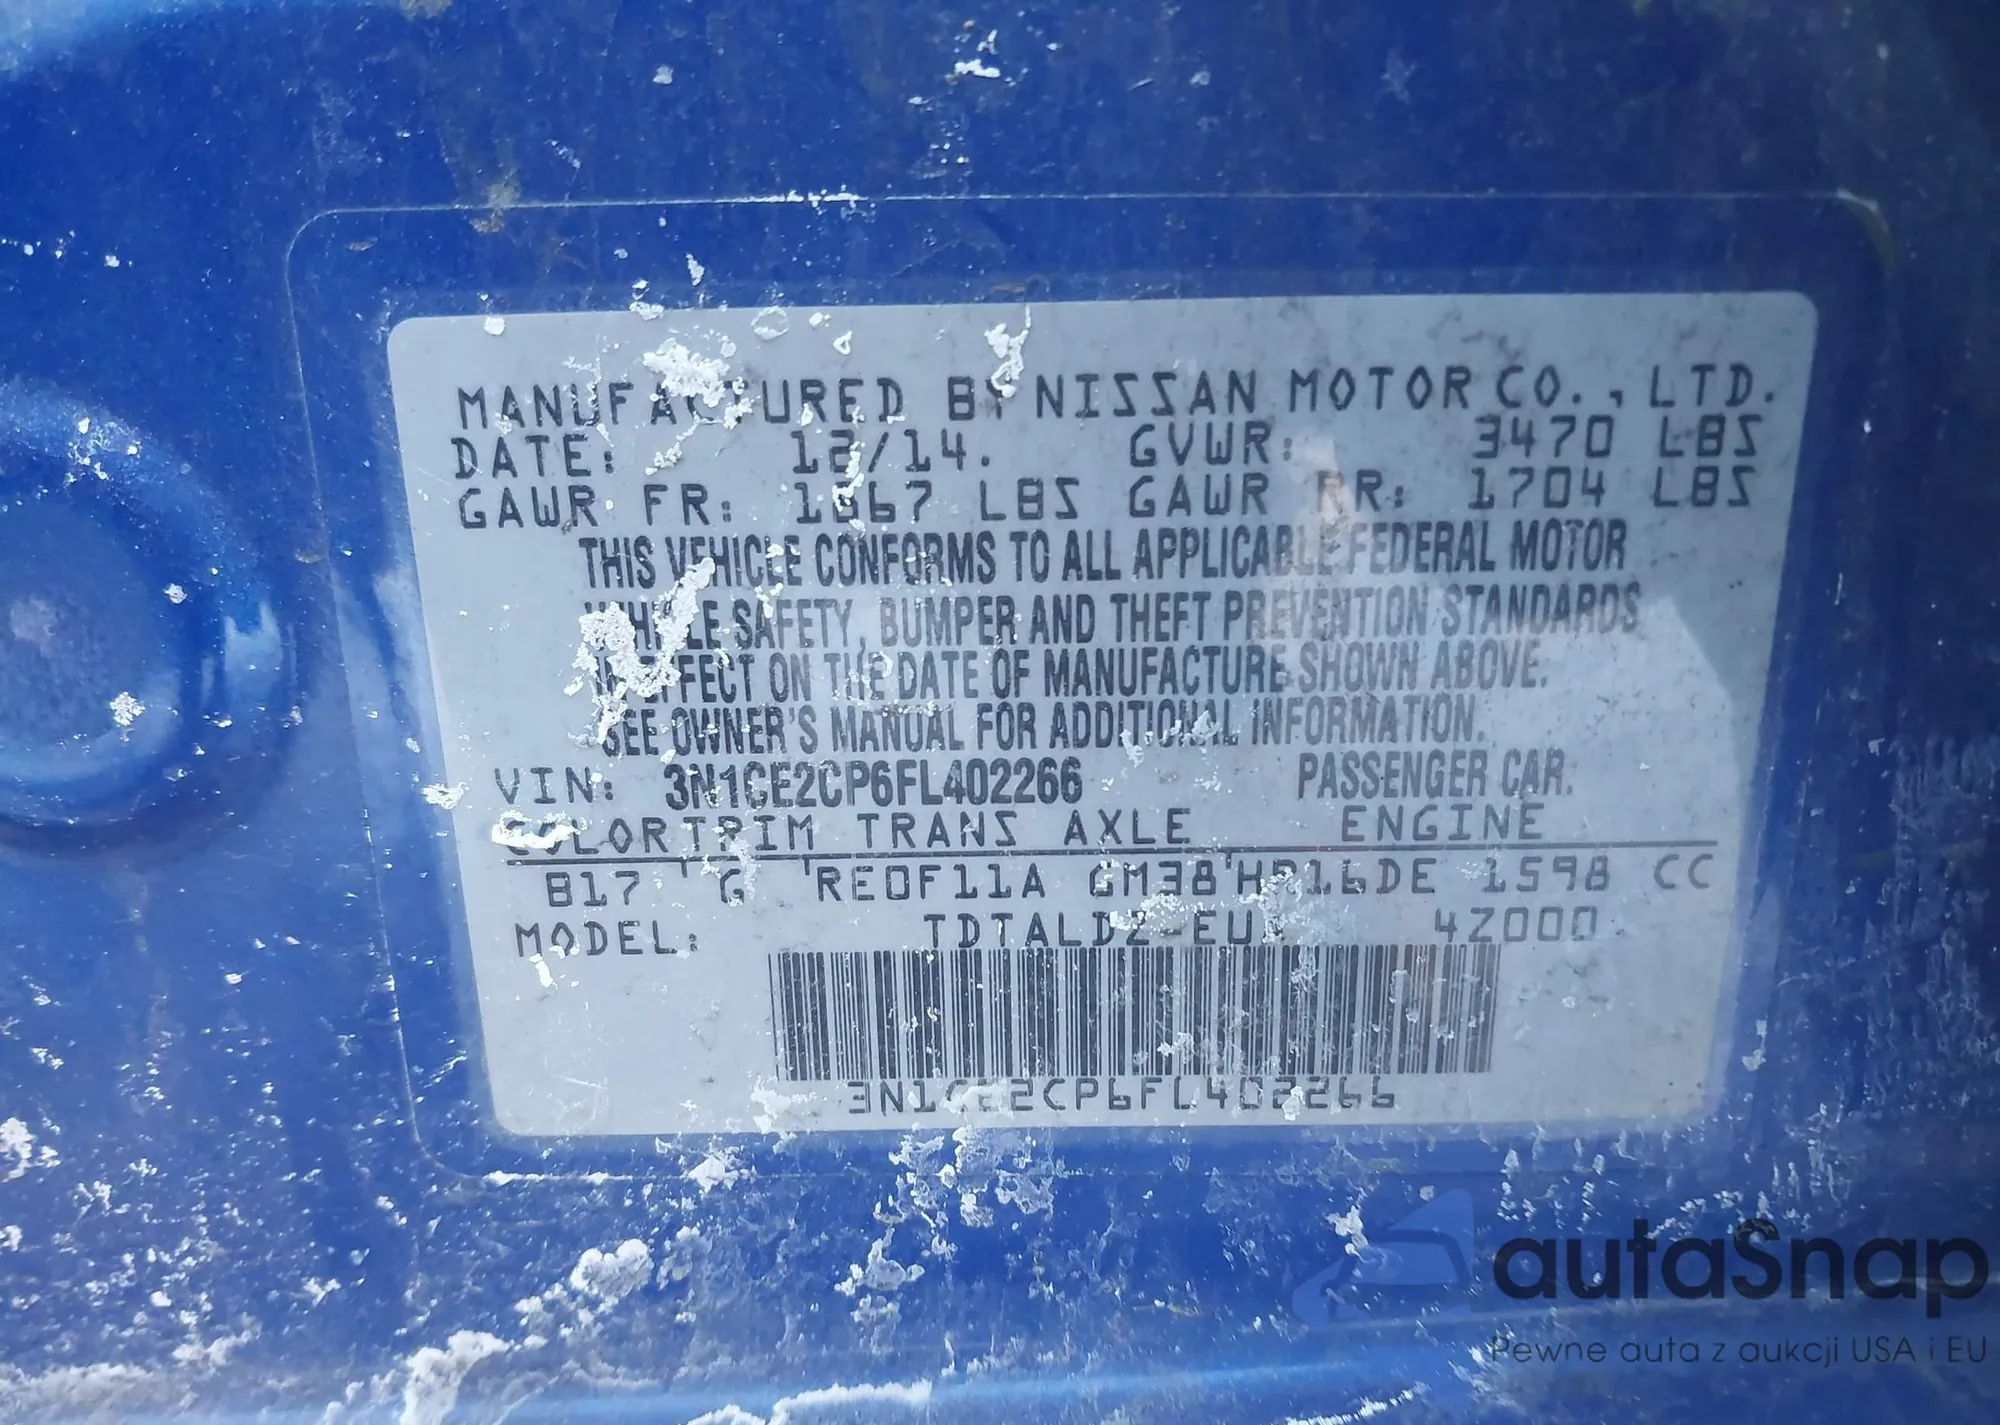 MANUFACTURED BY NISSAN MOTOR CO., LTD.
DATE: 12/14. GVWR: 3470 LBS
GAWR FR: 1867 LBS GAWR RR: 1704 LBS
THIS VEHICLE CONFORMS TO ALL APPLICABLE FEDERAL MOTOR
VEHICLE SAFETY, BUMPER AND THEFT PREVENTION STANDARDS
IN EFFECT ON THE DATE OF MANUFACTURE SHOWN ABOVE.
SEE OWNER'S MANUAL FOR ADDITIONAL INFORMATION.
VIN: 3N1CE2CP6FL402266 PASSENGER CAR.
COLOR TRIM TRANS AXLE ENGINE
B17 G RE0F11A GM38 HR16DE 1598 CC
MODEL: 4Z000
3N1CE2CP6FL402266
autaSnap
Pewne auta z aukcji USA i EU